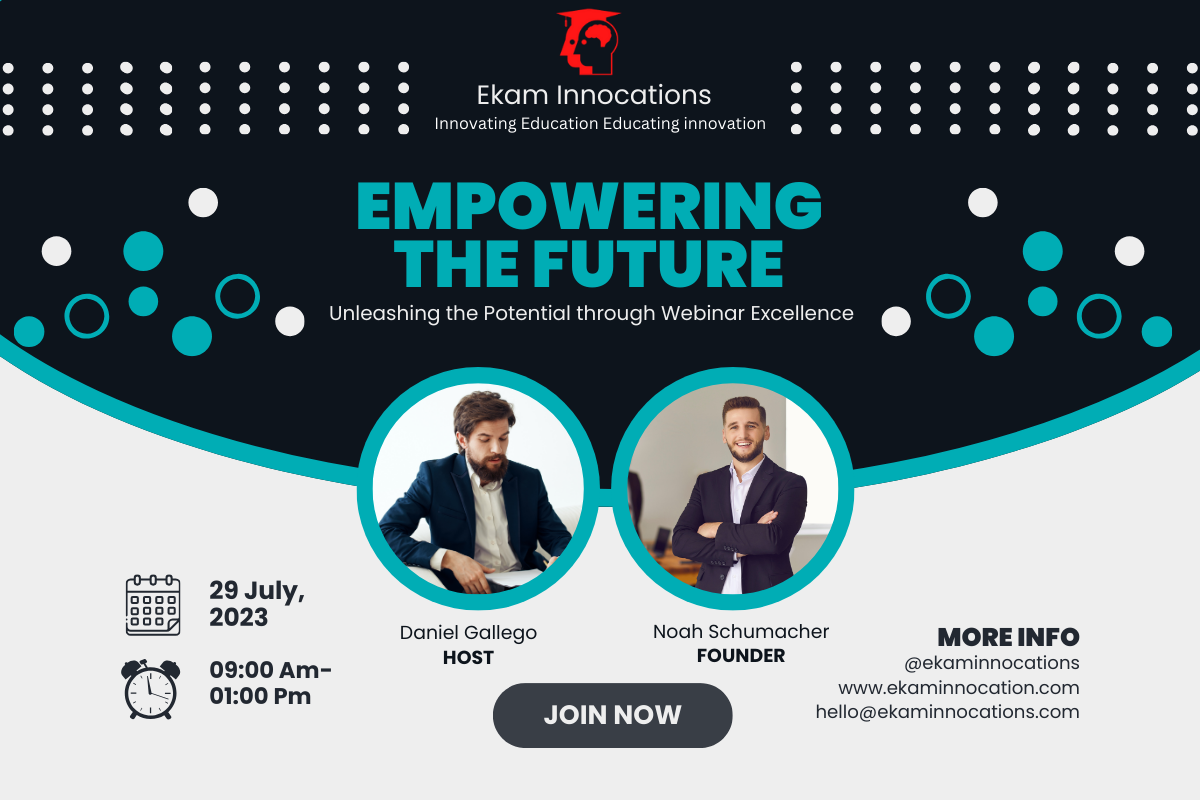 Ekam Innocations
Innovating Education Educating innovation
EMPOWERING
THE FUTURE
Unleashing the Potential through Webinar Excellence
29 July,
2023
09:00 Am-
01:00 Pm
Daniel Gallego
HOST
Noah Schumacher
FOUNDER
JOIN NOW
MORE INFO
@ekaminnocations
www.ekaminnocation.com
hello@ekaminnocations.com